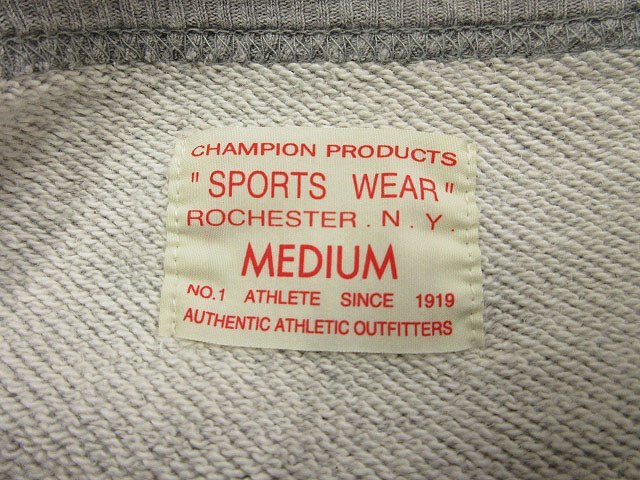 CHAMPION PRODUCTS
" SPORTS WEAR "
ROCHESTER . N . Y .
MEDIUM
NO.1 ATHLETE SINCE 1919
AUTHENTIC ATHLETIC OUTFITTERS